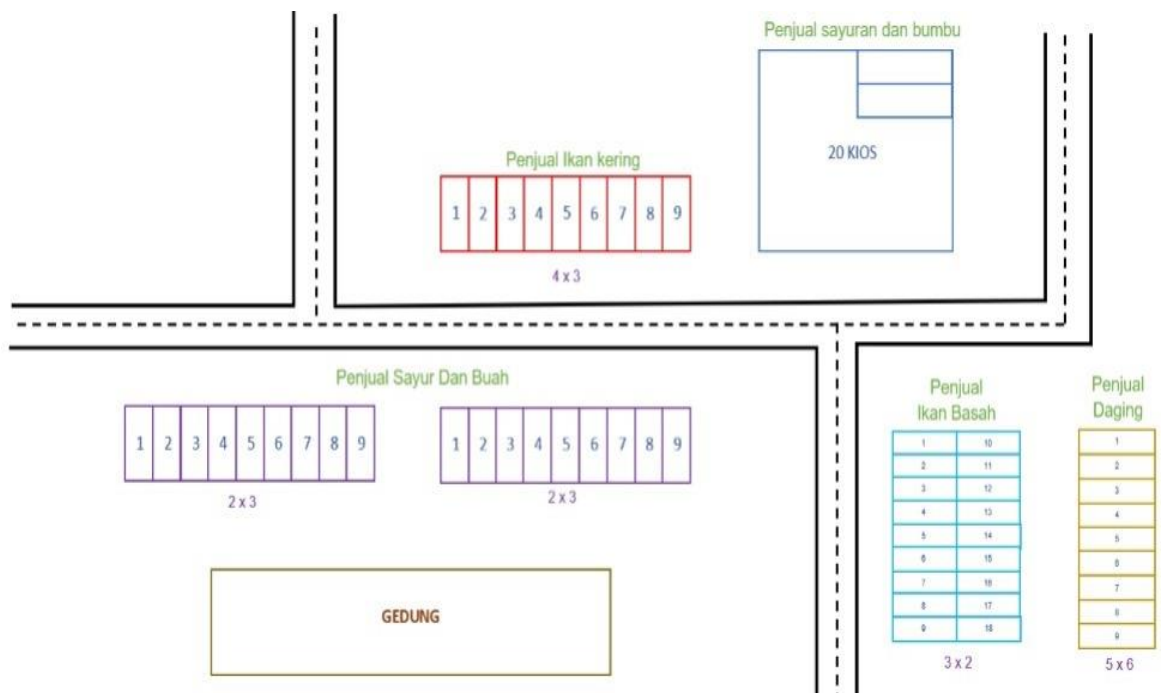 Penjual sayuran dan bumbu
20 KIOS
Penjual Ikan kering
1 2 3 4 5 6 7 8 9
4 x 3
Penjual Sayur Dan Buah
1 2 3 4 5 6 7 8 9
2 x 3
1 2 3 4 5 6 7 8 9
2 x 3
GEDUNG
Penjual
Ikan Basah
1 10
2 11
3 12
4 13
5 14
6 15
7 16
8 17
9 18
3 x 2
Penjual
Daging
1
2
3
4
5
6
7
8
9
5 x 6